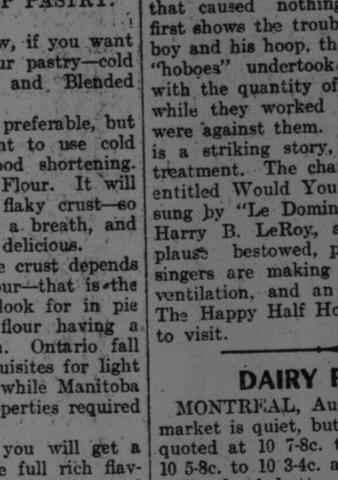 PASTRY.
w, if you want
ur pastry—cold
and Blended
preferable, but
nt to use cold
ood shortening.
Flour. It will
flaky crust—so
a breath, and
delicious.
e crust depends
our—that is the
look for in pie
flour having a
. Ontario fall
uisites for light
while Manitoba
perties required
you will get a
e full rich flav-
that caused nothing
first shows the troub
boy and his hoop, th
"hoboes" undertook
with the quantity of
while they worked
were against them.
is a striking story,
treatment. The cha
entitled Would You
sung by "Le Domin
Harry B. LeRoy, a
plause bestowed, p
singers are making
ventilation, and an
The Happy Half Ho
to visit.
DAIRY
MONTREAL, Au
market is quiet, but
quoted at 10 7-8c. t
10 5-8c. to 10 3-4c. a